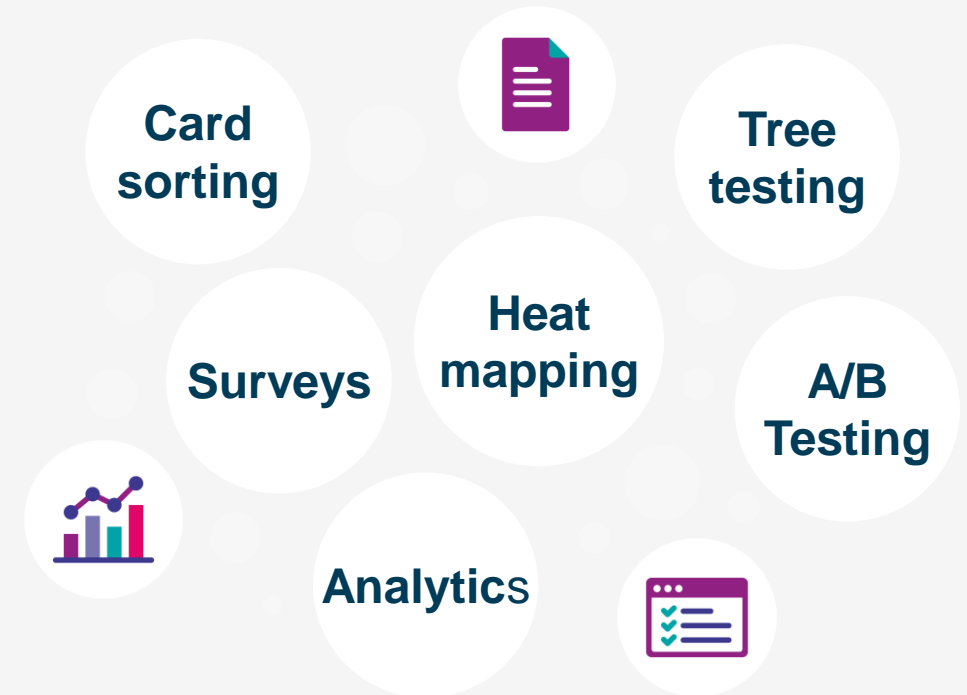 Card
sorting
Tree
testing
Heat
mapping
Surveys
A/B
Testing
Analytics